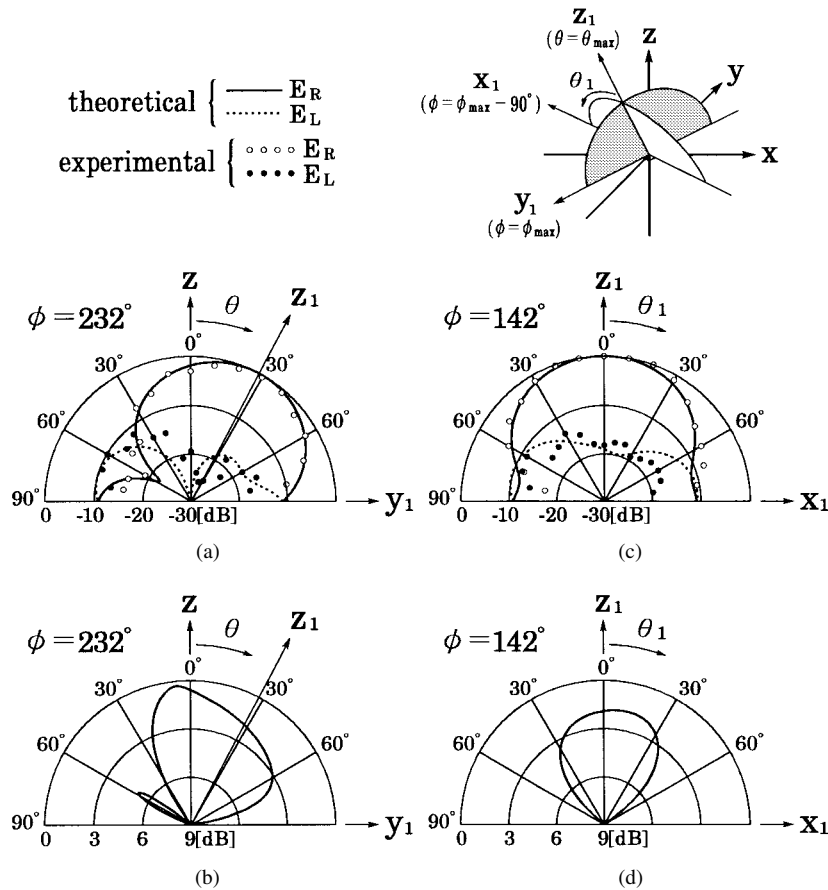 theoretical
E_R
E_L
experimental
E_R
E_L
z₁
(θ=θ_max)
z
x₁
(ϕ=ϕ_max−90°)
θ₁
y
x
y₁
(ϕ=ϕ_max)
ϕ=232°
z
θ
z₁
0°
30°
30°
60°
60°
90°
y₁
0
-10
-20
-30[dB]
(a)
ϕ=142°
z₁
θ₁
0°
30°
30°
60°
60°
90°
x₁
0
-10
-20
-30[dB]
(c)
ϕ=232°
z
θ
z₁
0°
30°
30°
60°
60°
90°
y₁
0
3
6
9[dB]
(b)
ϕ=142°
z₁
θ₁
0°
30°
30°
60°
60°
90°
x₁
0
3
6
9[dB]
(d)